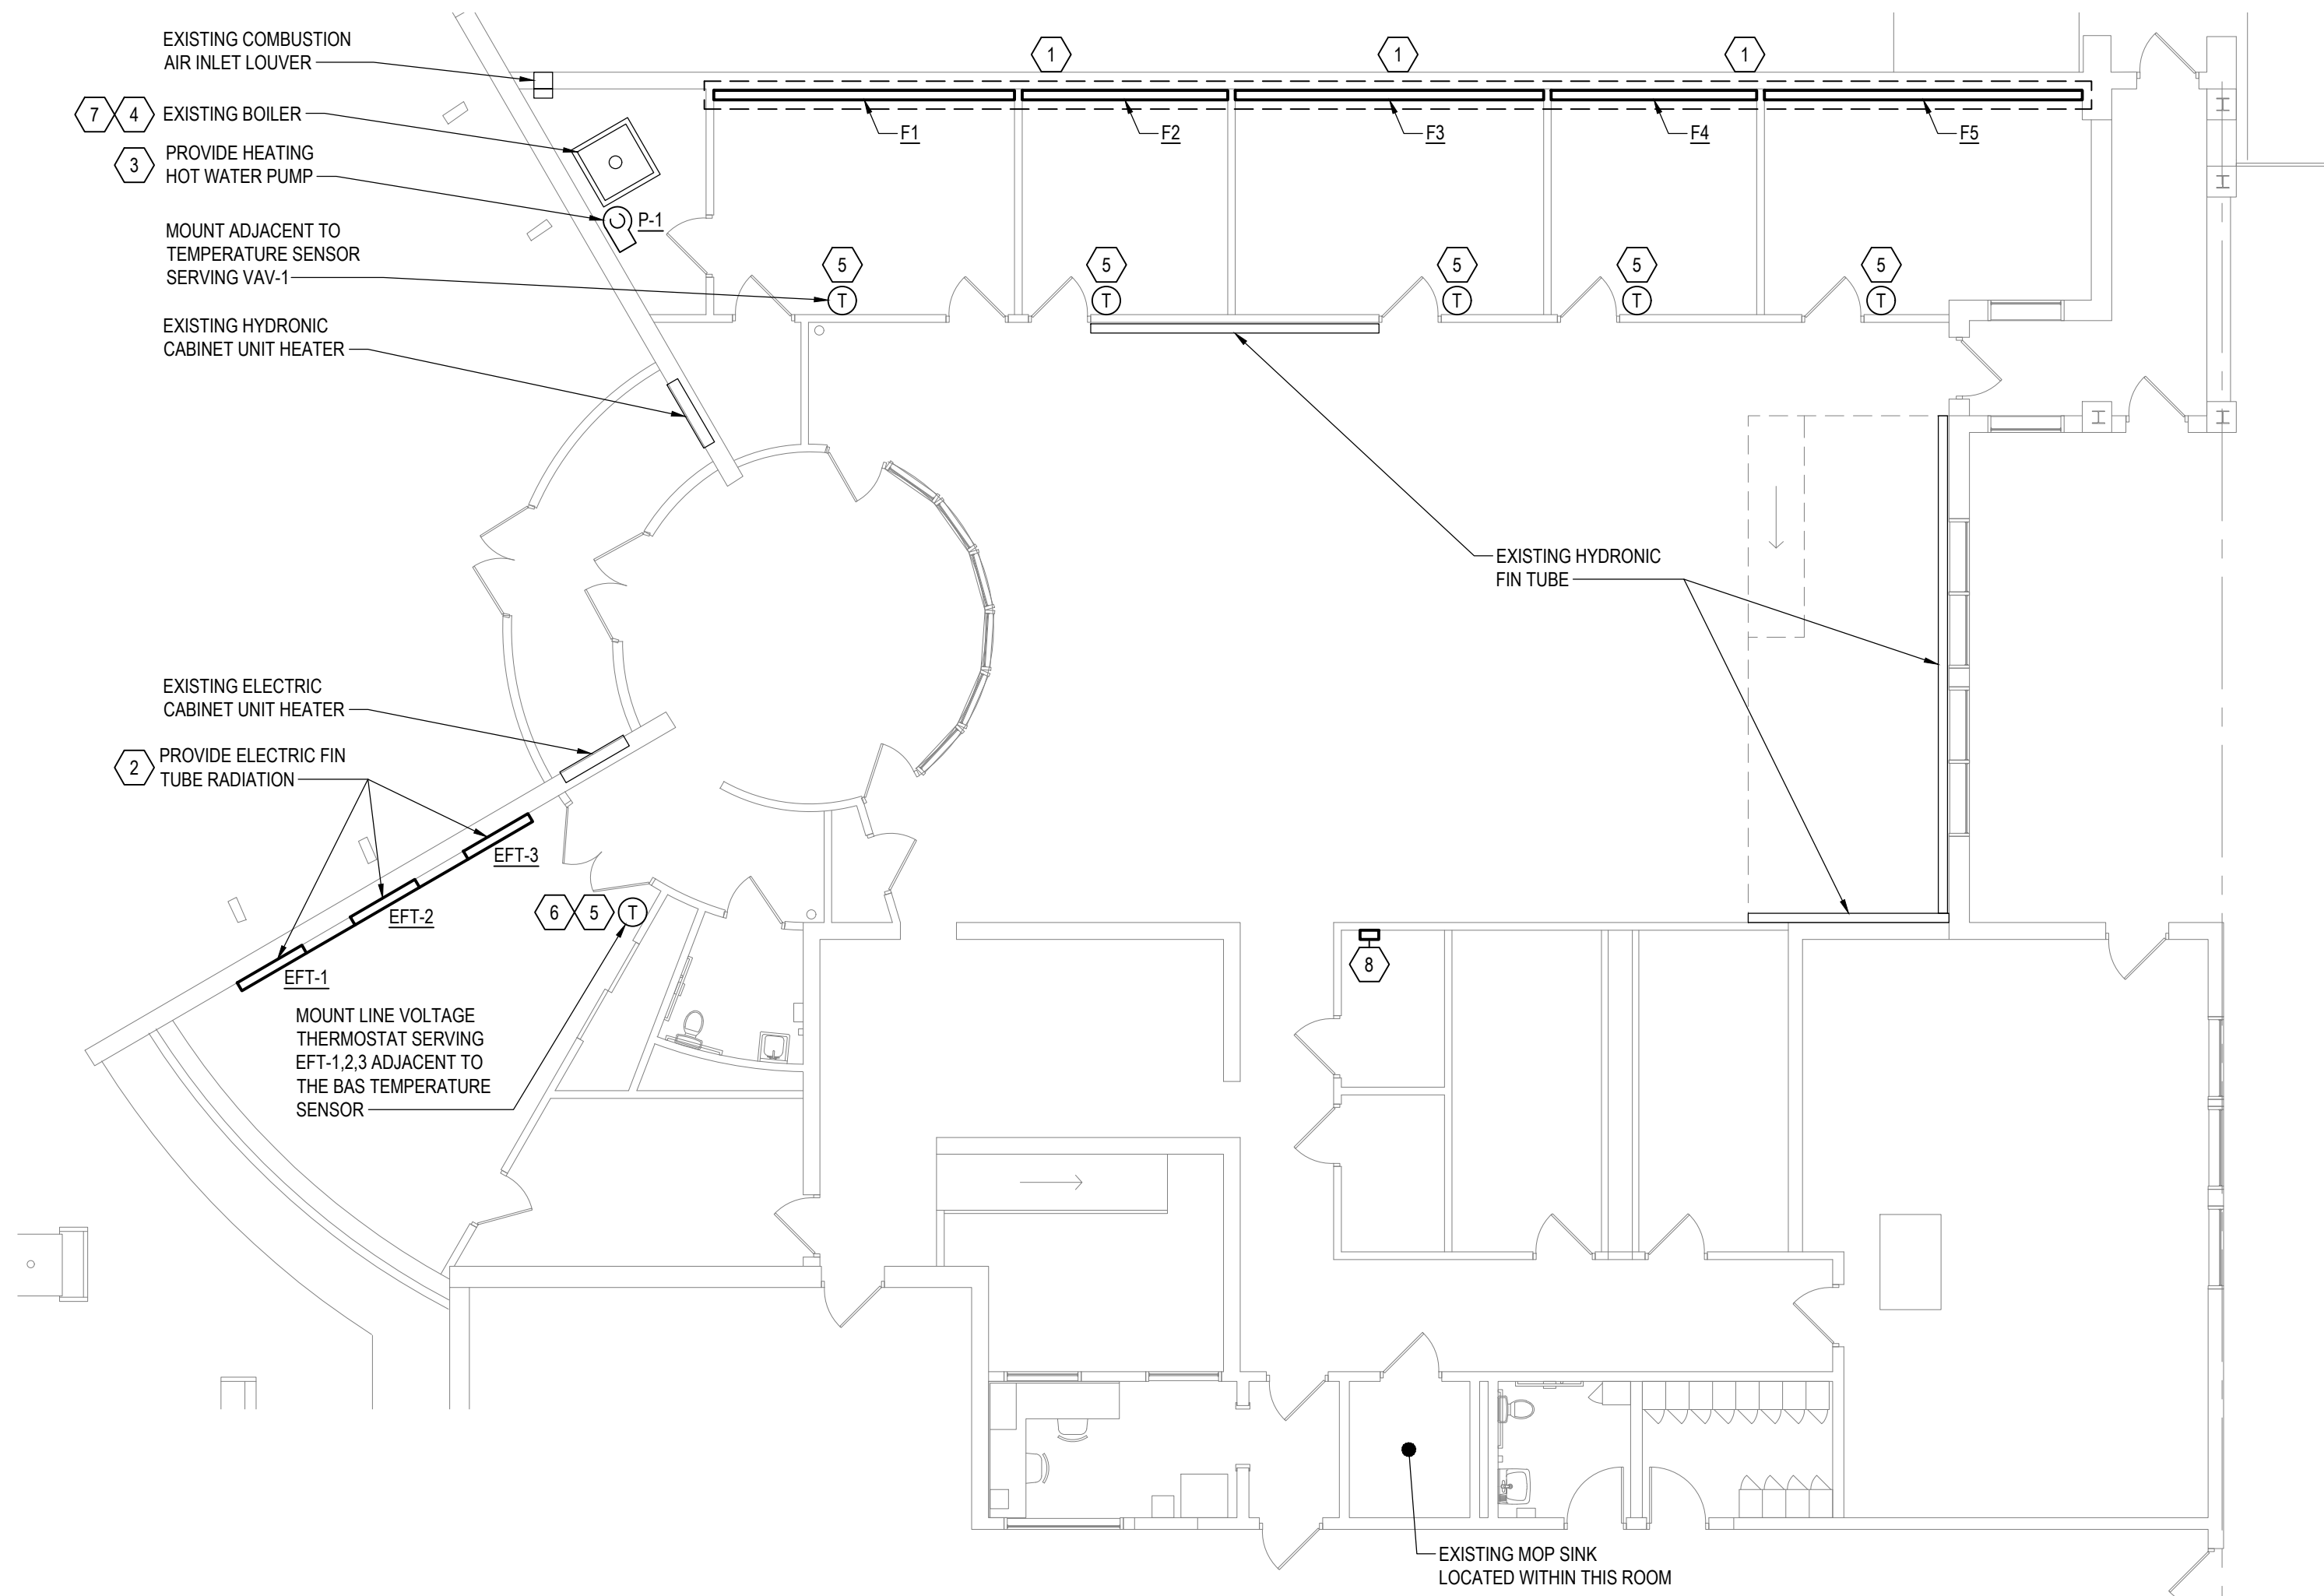 EXISTING COMBUSTION
AIR INLET LOUVER
7
4
EXISTING BOILER
3
PROVIDE HEATING
HOT WATER PUMP
P-1
MOUNT ADJACENT TO
TEMPERATURE SENSOR
SERVING VAV-1
EXISTING HYDRONIC
CABINET UNIT HEATER
1
1
1
F1
F2
F3
F4
F5
5
5
5
5
5
T
T
T
T
T
EXISTING HYDRONIC
FIN TUBE
EXISTING ELECTRIC
CABINET UNIT HEATER
2
PROVIDE ELECTRIC FIN
TUBE RADIATION
EFT-3
EFT-2
EFT-1
6
5
T
8
MOUNT LINE VOLTAGE
THERMOSTAT SERVING
EFT-1,2,3 ADJACENT TO
THE BAS TEMPERATURE
SENSOR
EXISTING MOP SINK
LOCATED WITHIN THIS ROOM